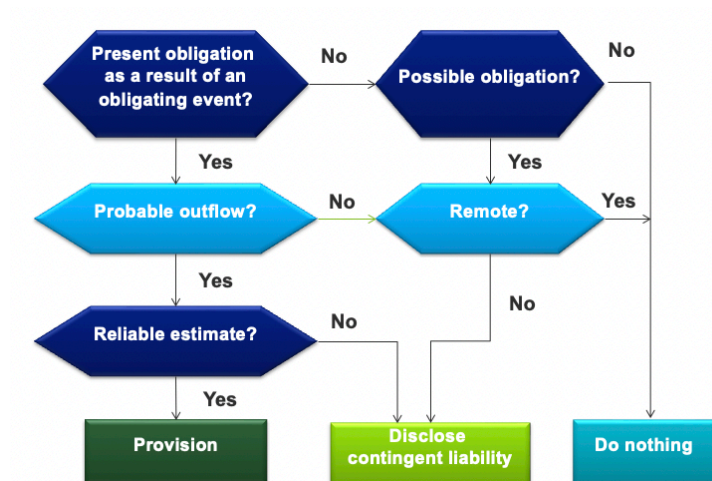 Present obligation
as a result of an
obligating event?
No
Possible obligation?
No
Yes
Yes
Probable outflow?
No
Remote?
Yes
Yes
No
Reliable estimate?
No
Yes
Provision
Disclose
contingent liability
Do nothing